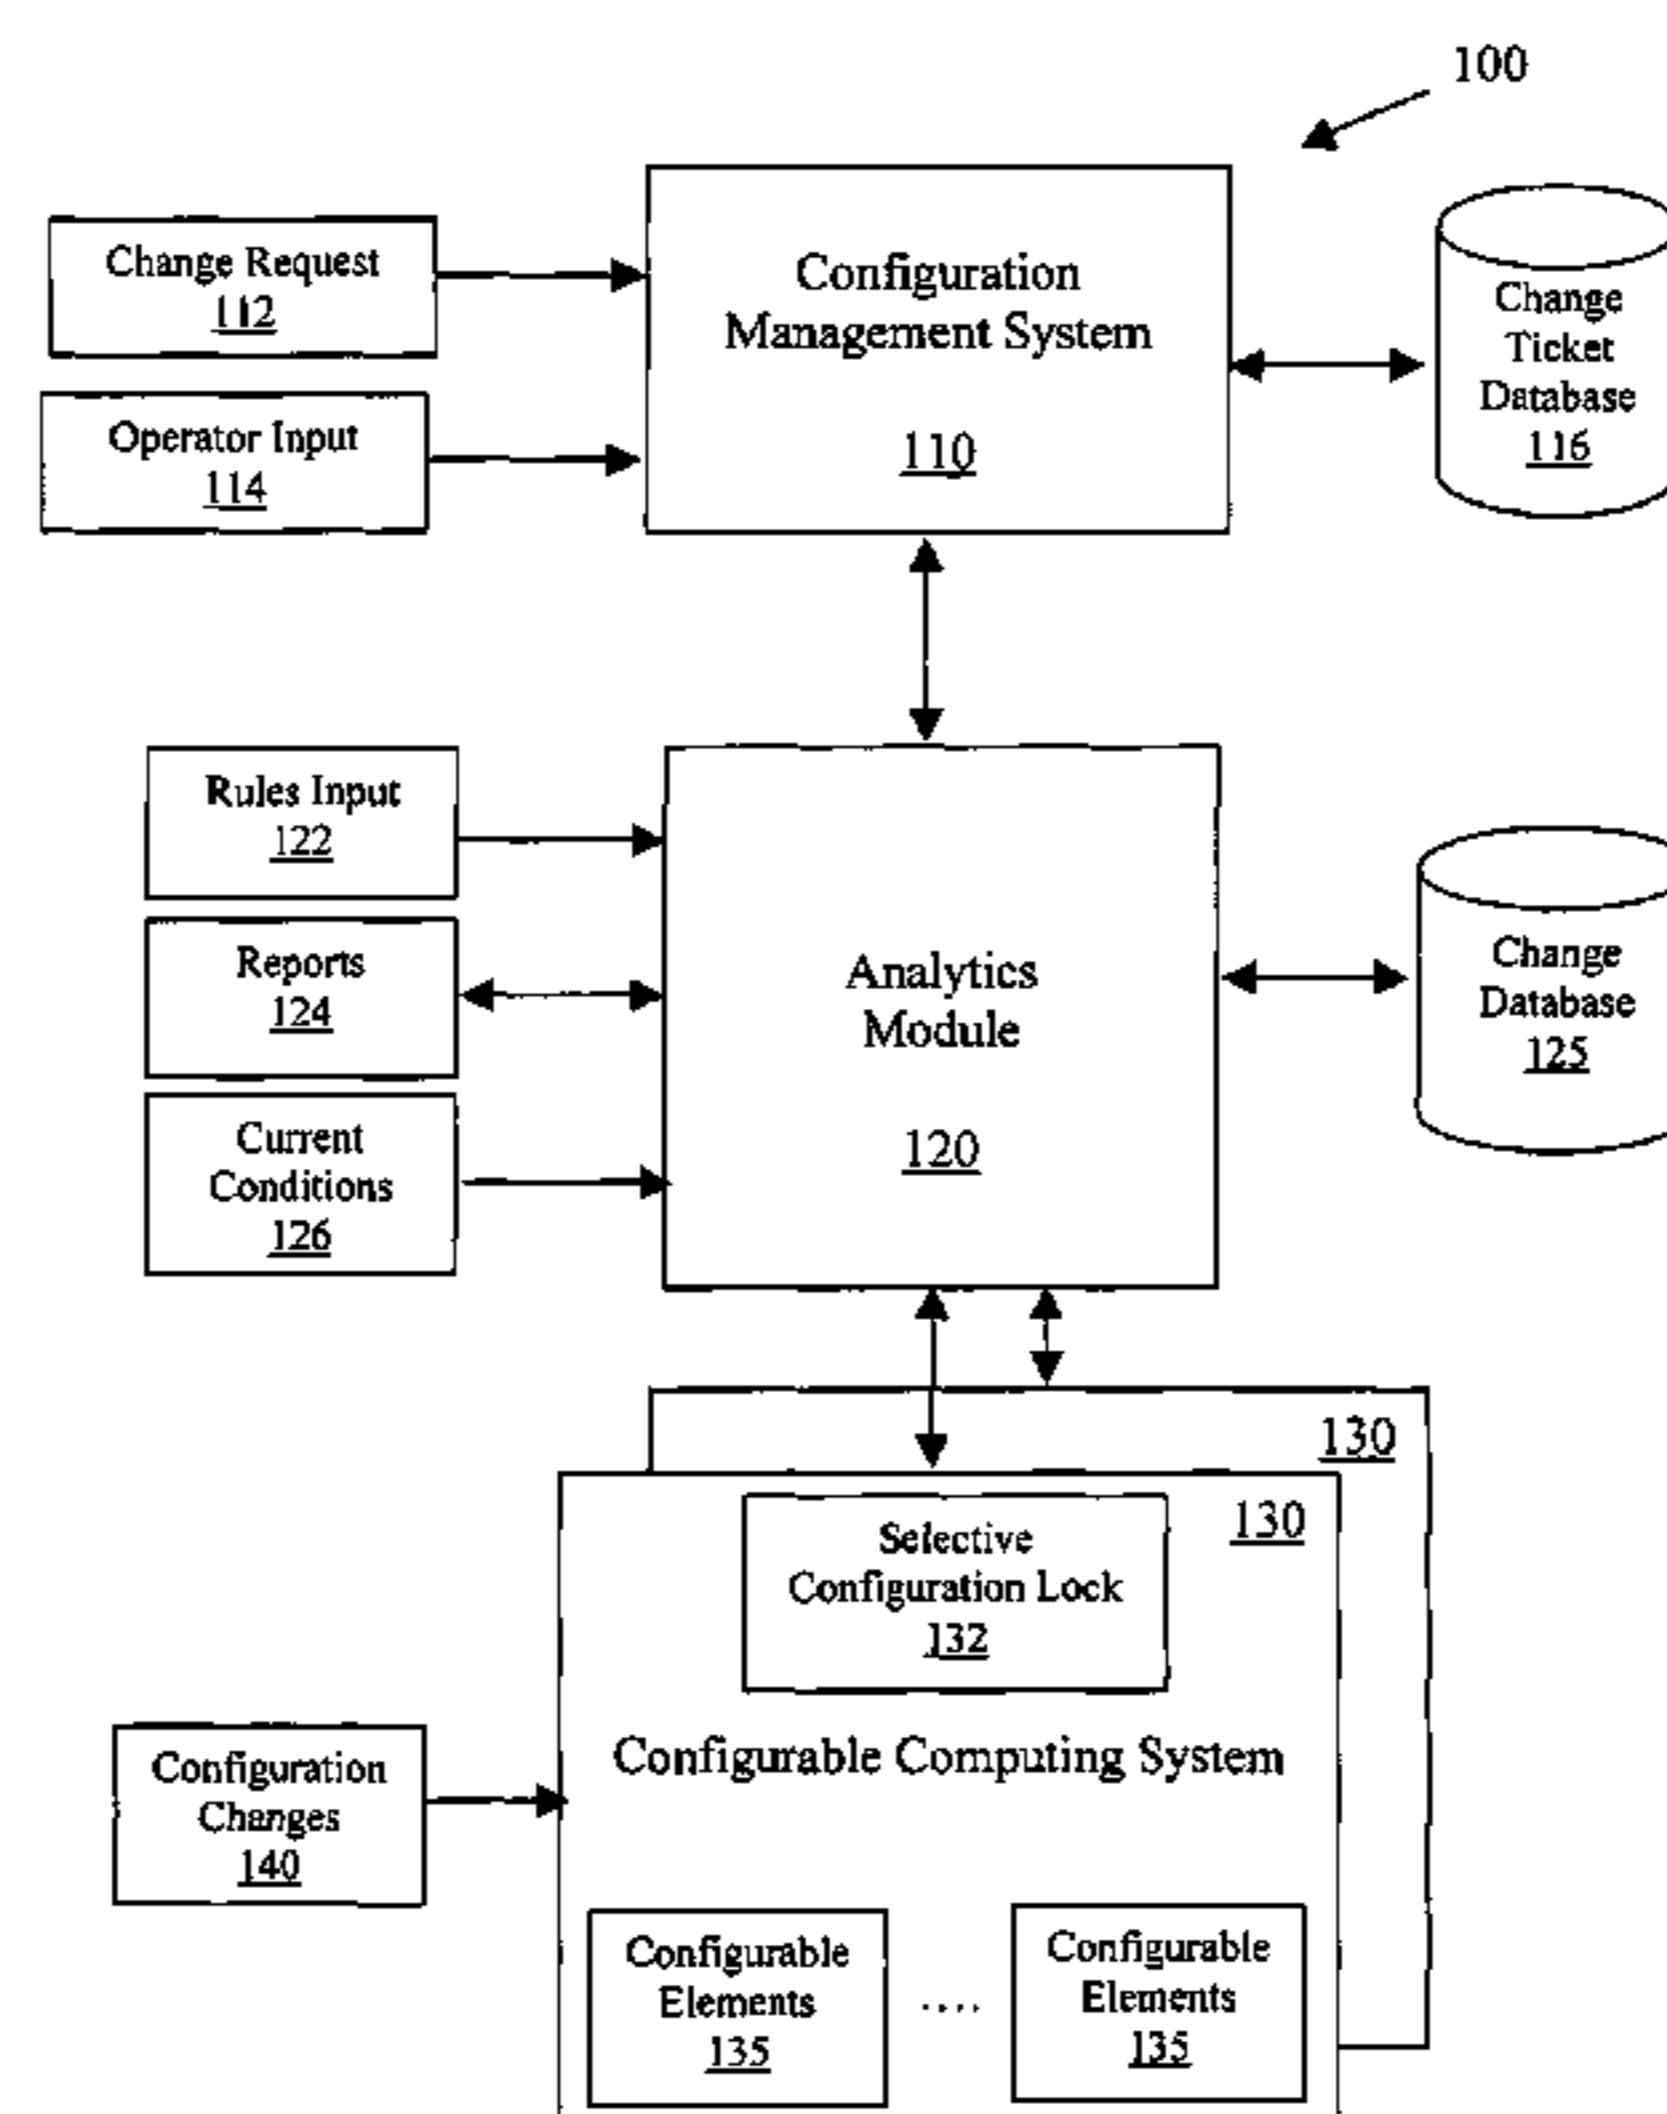 100
Change Request
112
Operator Input
114
Configuration
Management System
110
Change
Ticket
Database
116
Rules Input
122
Reports
124
Current
Conditions
126
Analytics
Module
120
Change
Database
125
130
130
Selective
Configuration Lock
132
Configurable Computing System
Configuration
Changes
140
Configurable
Elements
135
....
Configurable
Elements
135